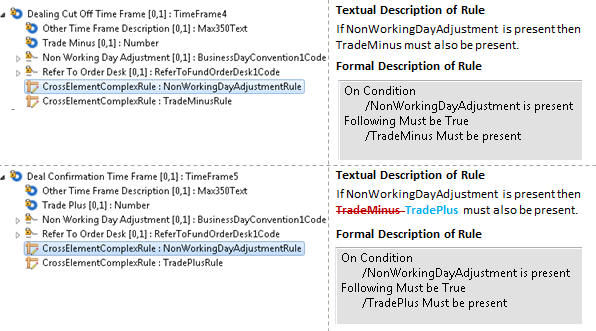 Dealing Cut Off Time Frame [0,1] : TimeFrame4
Other Time Frame Description [0,1] : Max350Text
Trade Minus [0,1] : Number
Non Working Day Adjustment [0,1] : BusinessDayConvention1Code
Refer To Order Desk [0,1] : ReferToFundOrderDesk1Code
CrossElementComplexRule : NonWorkingDayAdjustmentRule
CrossElementComplexRule : TradeMinusRule
Textual Description of Rule
If NonWorkingDayAdjustment is present then
TradeMinus must also be present.
Formal Description of Rule
On Condition
/NonWorkingDayAdjustment is present
Following Must be True
/TradeMinus Must be present
Deal Confirmation Time Frame [0,1] : TimeFrame5
Other Time Frame Description [0,1] : Max350Text
Trade Plus [0,1] : Number
Non Working Day Adjustment [0,1] : BusinessDayConvention1Code
Refer To Order Desk [0,1] : ReferToFundOrderDesk1Code
CrossElementComplexRule : NonWorkingDayAdjustmentRule
CrossElementComplexRule : TradePlusRule
Textual Description of Rule
If NonWorkingDayAdjustment is present then
TradeMinus TradePlus must also be present.
Formal Description of Rule
On Condition
/NonWorkingDayAdjustment is present
Following Must be True
/TradePlus Must be present